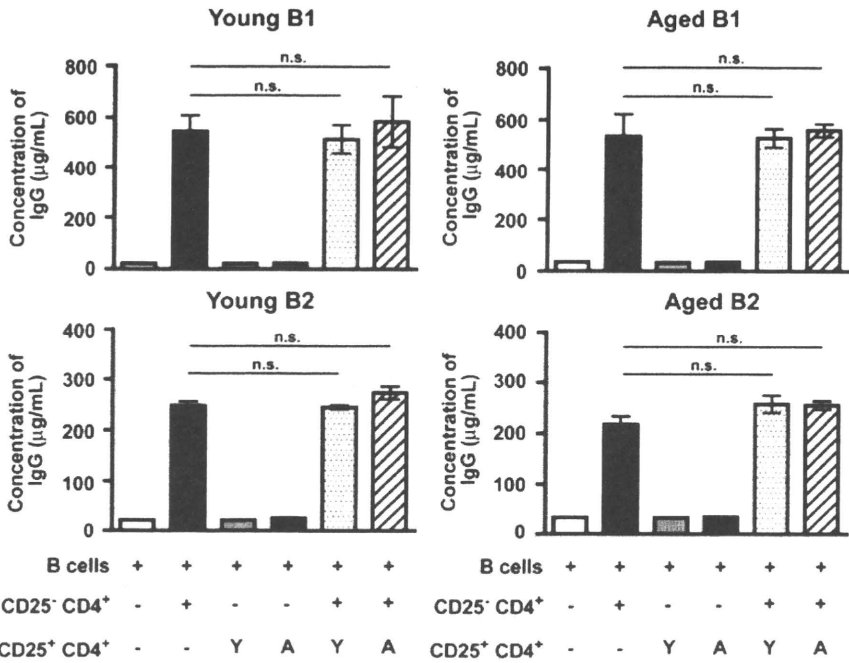 Young B1
Aged B1
Concentration of
IgG (μg/mL)
800
600
400
200
0
n.s.
n.s.
Concentration of
IgG (μg/mL)
800
600
400
200
0
n.s.
n.s.
Young B2
Aged B2
Concentration of
IgG (μg/mL)
400
300
200
100
0
n.s.
n.s.
Concentration of
IgG (μg/mL)
400
300
200
100
0
n.s.
n.s.
B cells + + + + + +
CD25⁻ CD4⁺ - + - - + +
CD25⁺ CD4⁺ - - Y A Y A
B cells + + + + + +
CD25⁻ CD4⁺ - + - - + +
CD25⁺ CD4⁺ - - Y A Y A